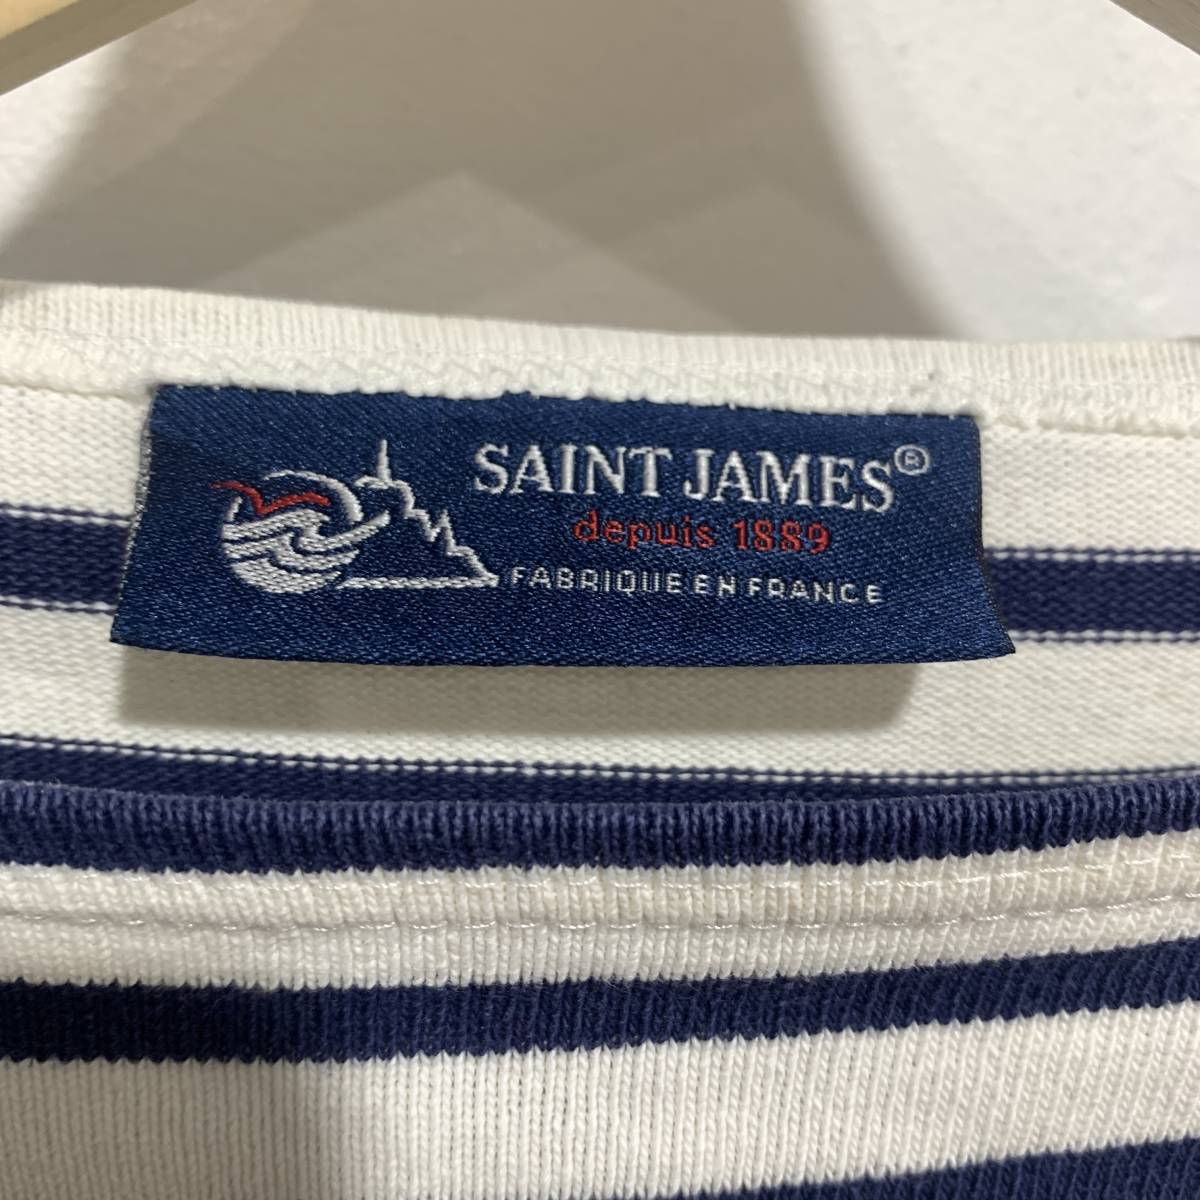 SAINT JAMES®
depuis 1889
FABRIQUE EN FRANCE